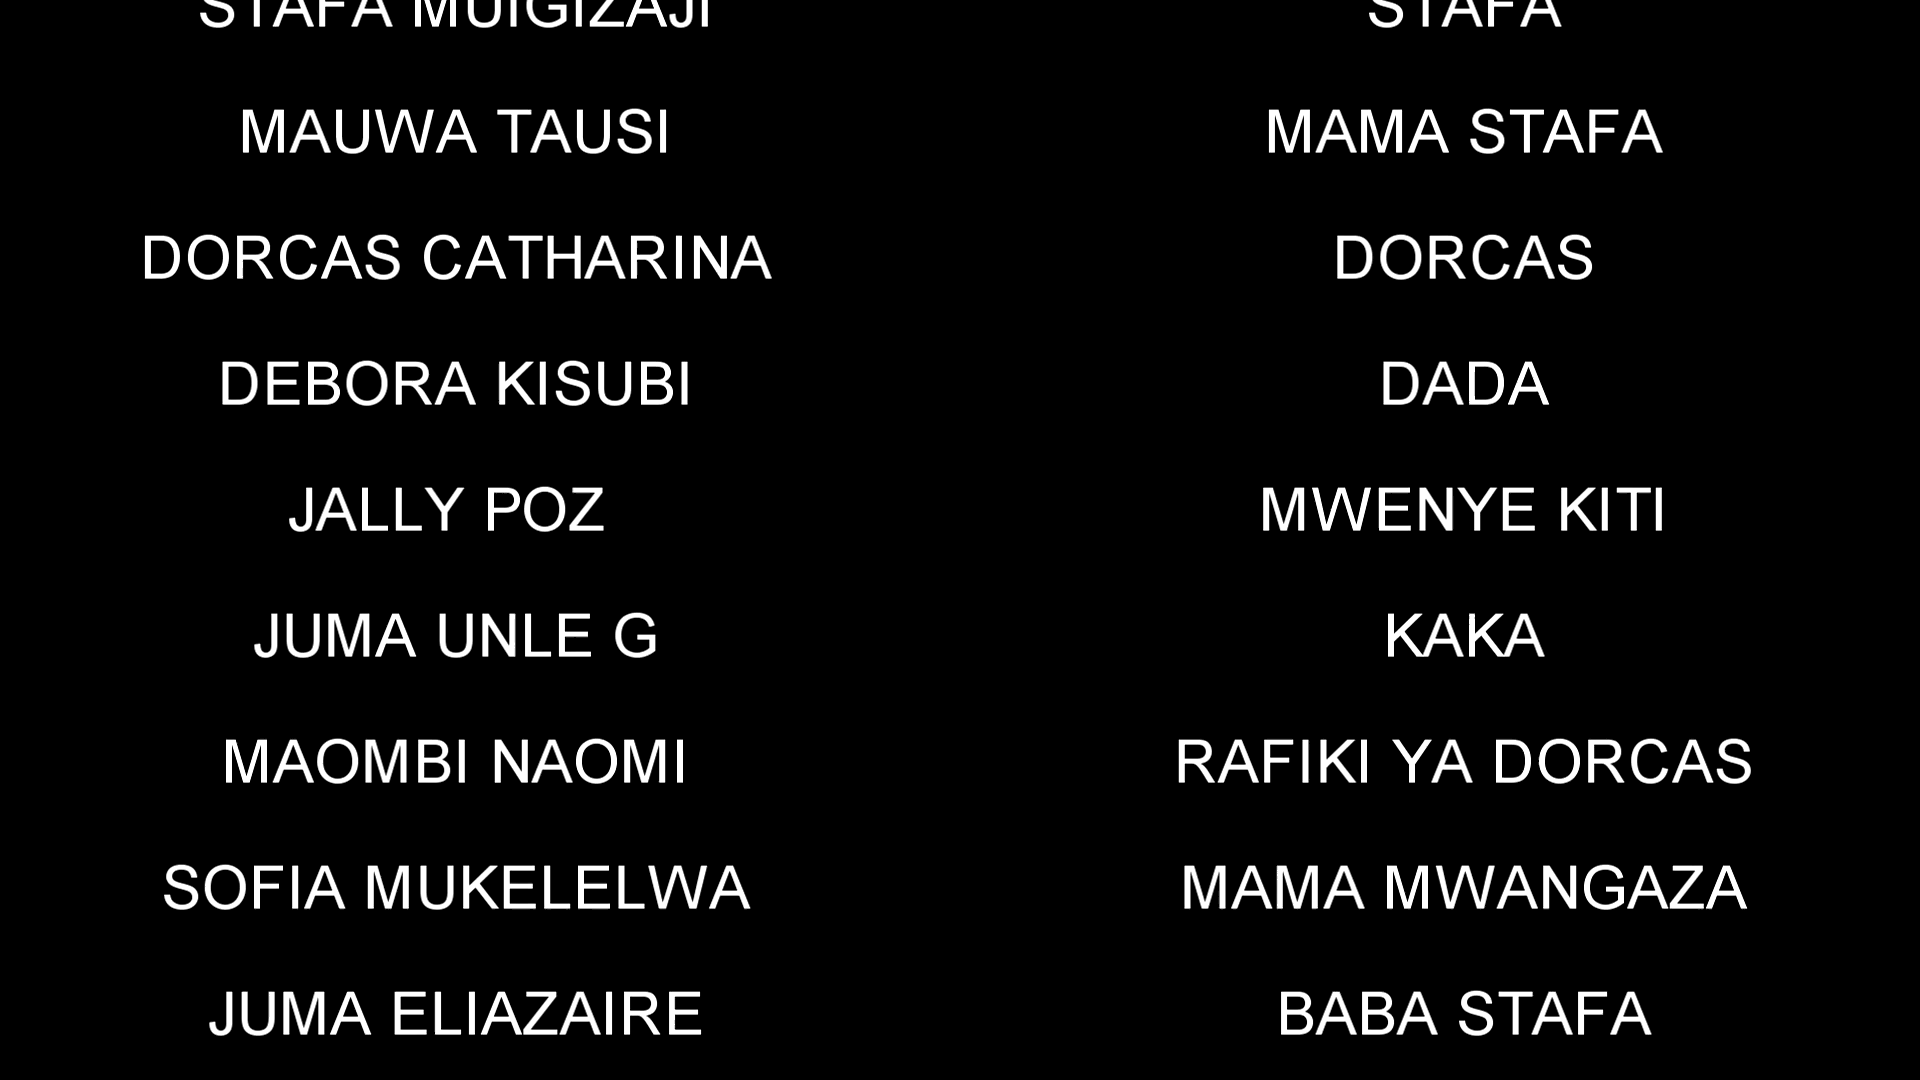 STAFA MUIGIZAJI STAFA
MAUWA TAUSI MAMA STAFA
DORCAS CATHARINA DORCAS
DEBORA KISUBI DADA
JALLY POZ MWENYE KITI
JUMA UNLE G KAKA
MAOMBI NAOMI RAFIKI YA DORCAS
SOFIA MUKELELWA MAMA MWANGAZA
JUMA ELIAZAIRE BABA STAFA